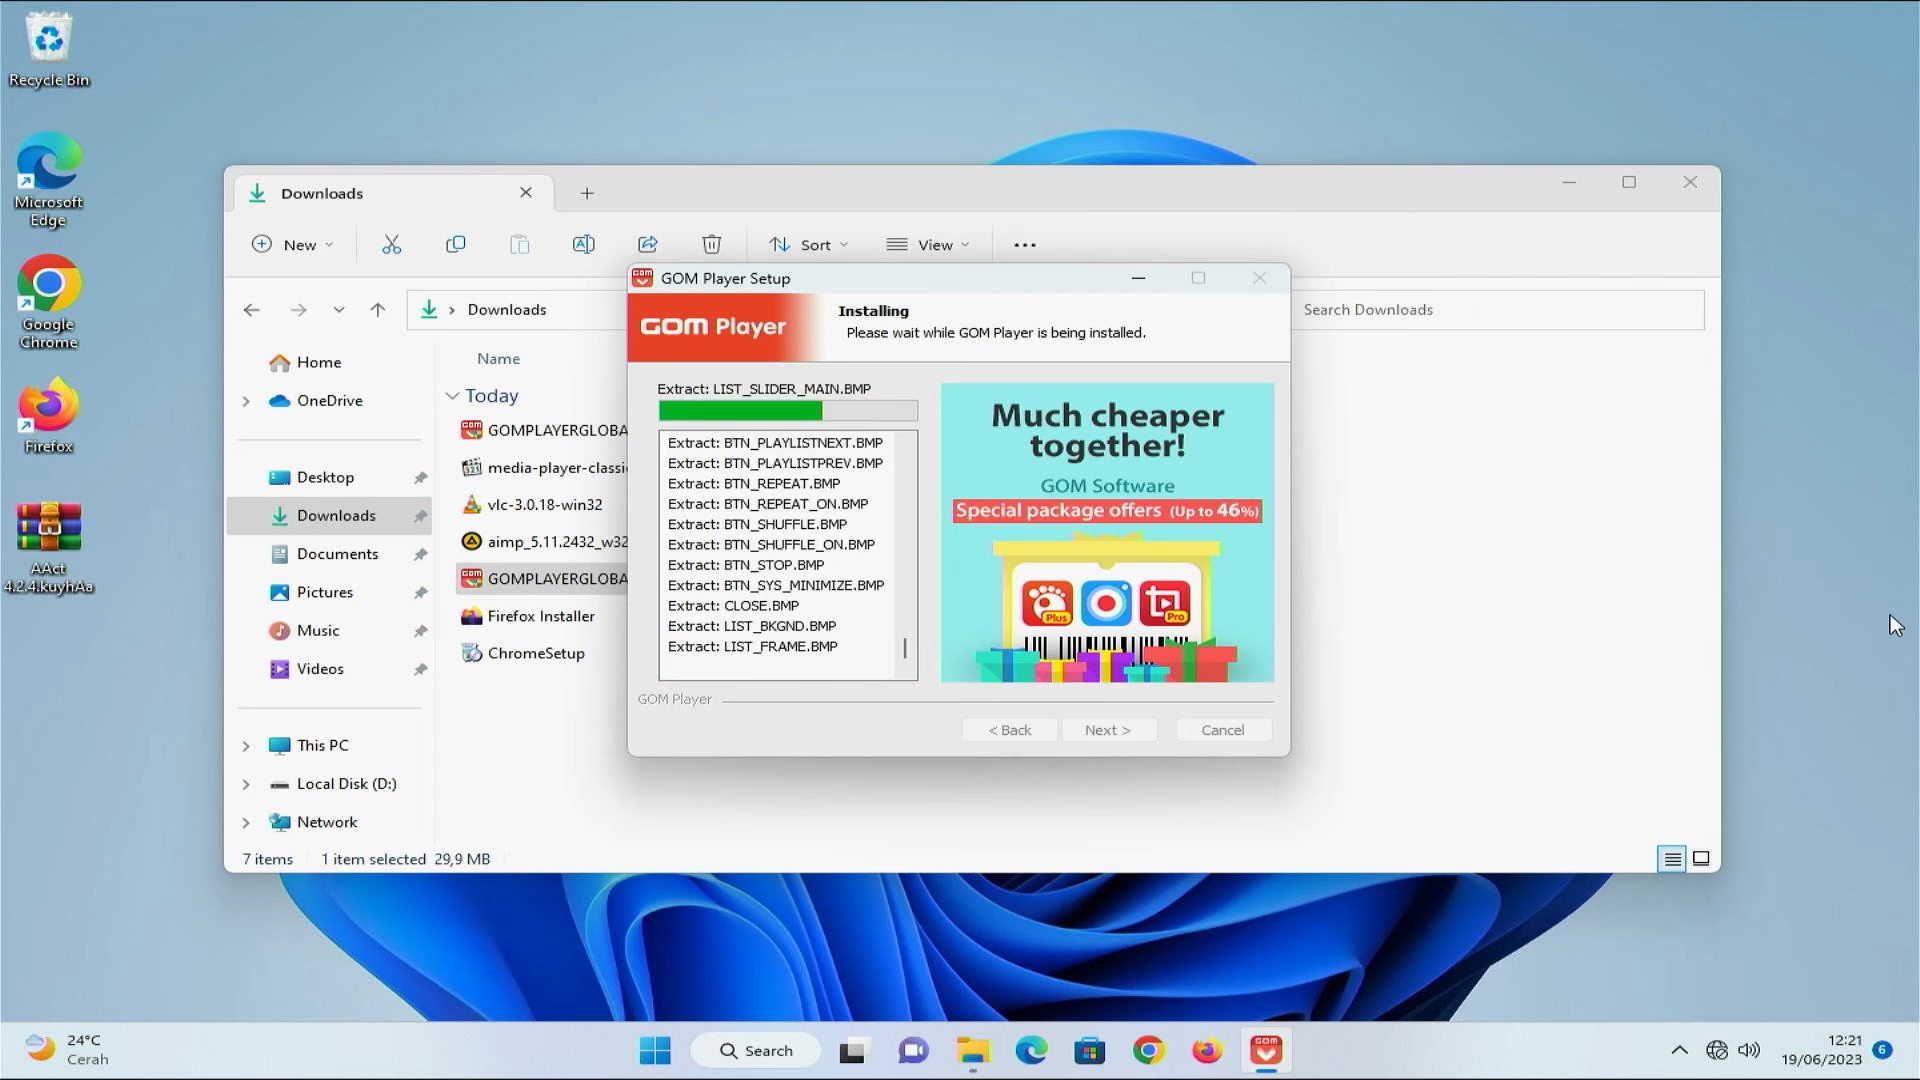 Recycle Bin
Microsoft
Edge
Google
Chrome
Firefox
AAct
4.2.4.kuyhAa
Downloads
New
Sort
View
Downloads
Search Downloads
Home
OneDrive
Desktop
Downloads
Documents
Pictures
Music
Videos
This PC
Local Disk (D:)
Network
Name
Today
GOMPLAYERGLOBA
media-player-classi
vlc-3.0.18-win32
aimp_5.11.2432_w32
GOMPLAYERGLOBA
Firefox Installer
ChromeSetup
7 items
1 item selected 29,9 MB
GOM Player Setup
GOM Player
Installing
Please wait while GOM Player is being installed.
Extract: LIST_SLIDER_MAIN.BMP
Extract: BTN_PLAYLISTNEXT.BMP
Extract: BTN_PLAYLISTPREV.BMP
Extract: BTN_REPEAT.BMP
Extract: BTN_REPEAT_ON.BMP
Extract: BTN_SHUFFLE.BMP
Extract: BTN_SHUFFLE_ON.BMP
Extract: BTN_STOP.BMP
Extract: BTN_SYS_MINIMIZE.BMP
Extract: CLOSE.BMP
Extract: LIST_BKGND.BMP
Extract: LIST_FRAME.BMP
Much cheaper
together!
GOM Software
Special package offers (Up to 46%)
Plus
Pro
GOM Player
< Back
Next >
Cancel
24°C
Cerah
Search
GOM
12:21
19/06/2023
6